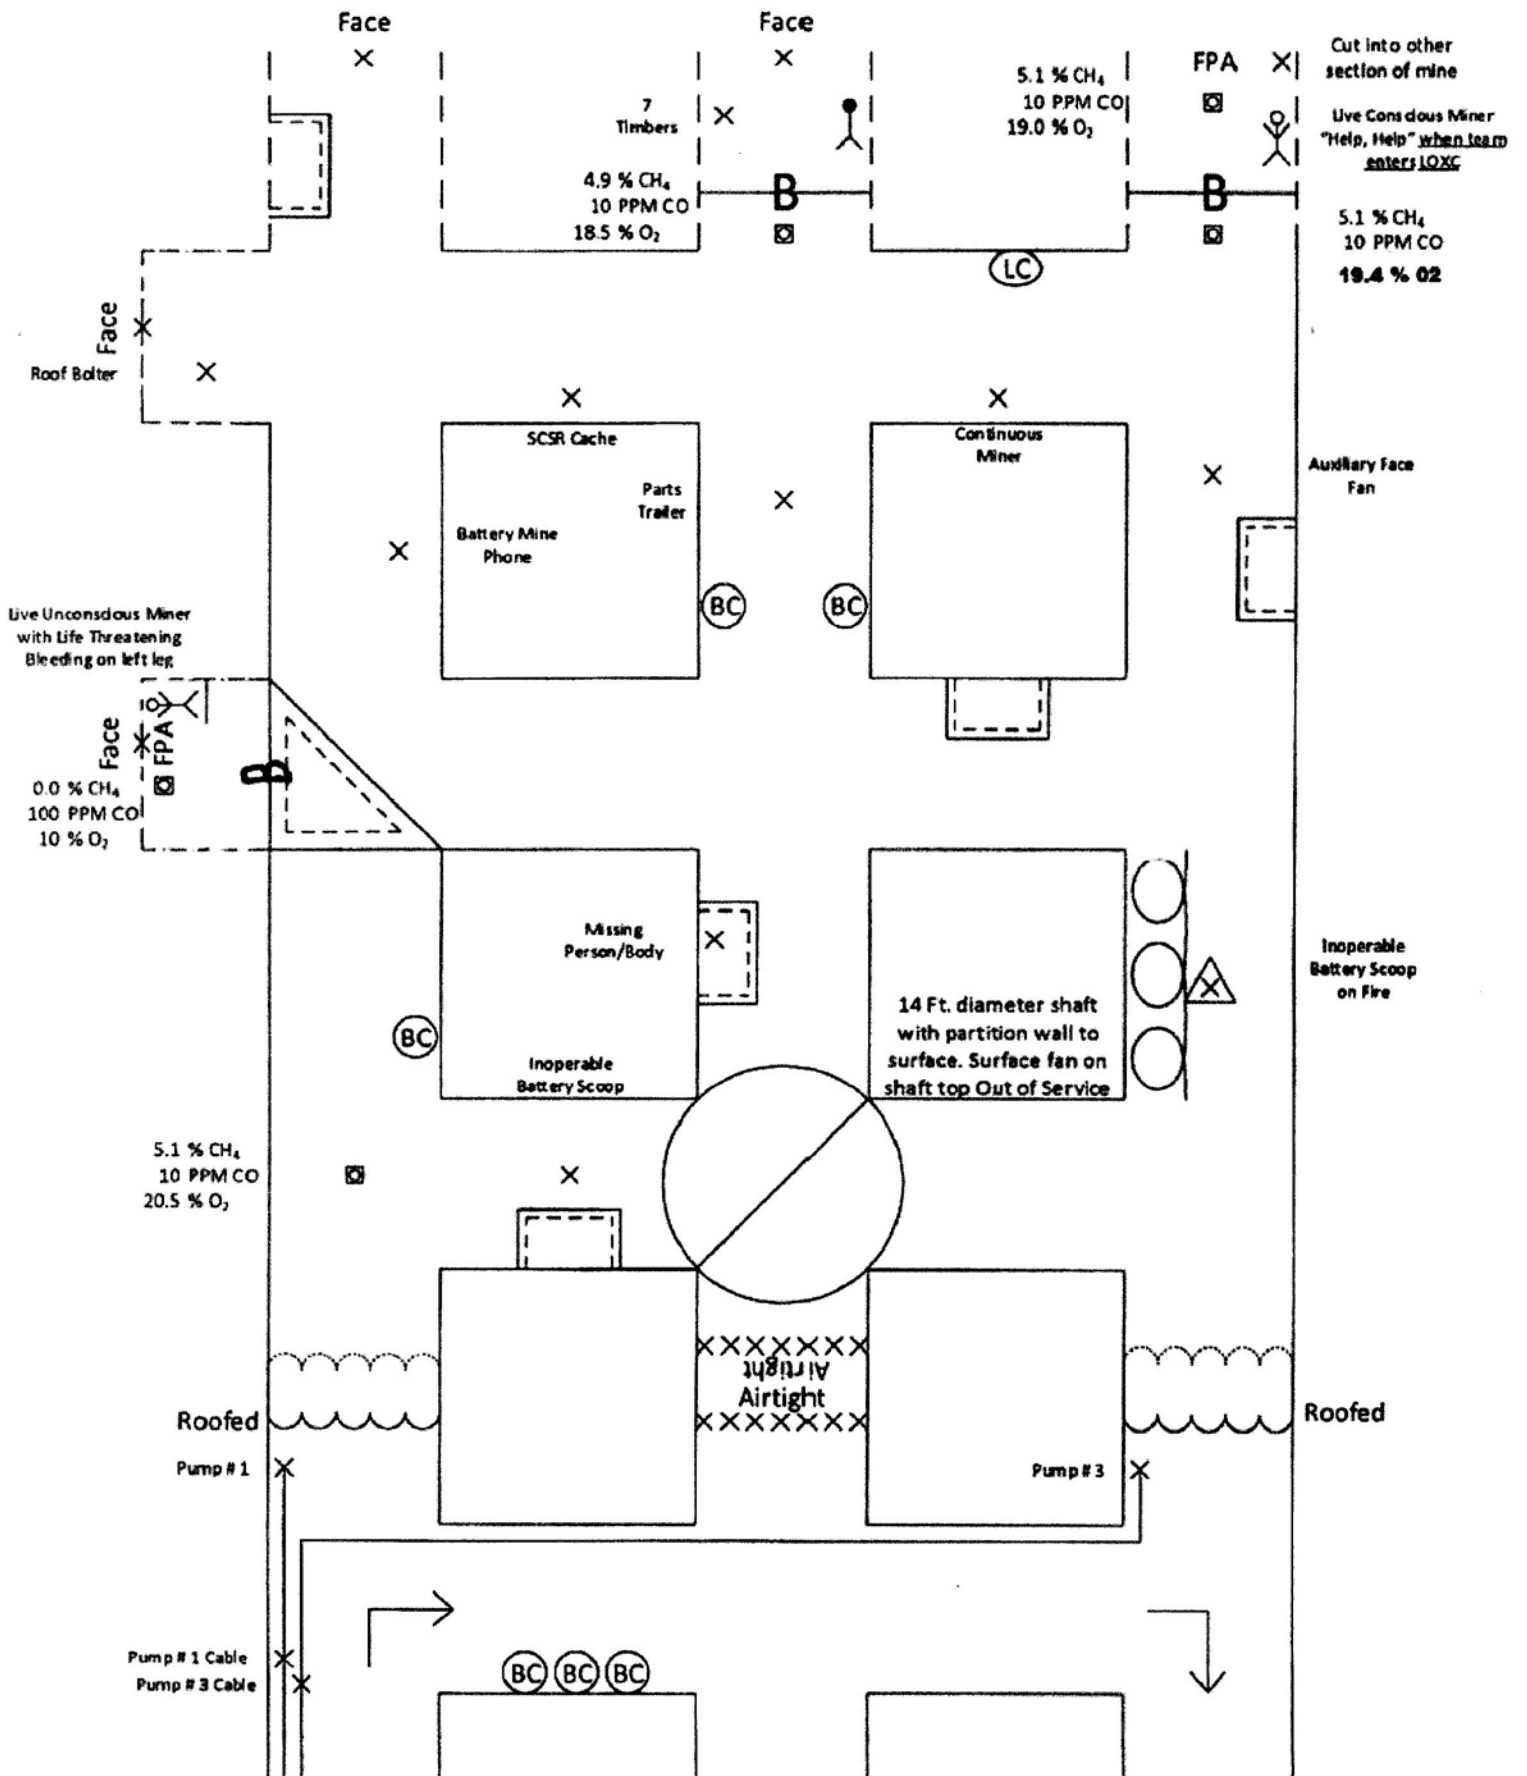 Face
Face
7
Timbers
5.1 % CH₄
10 PPM CO
19.0 % O₂
FPA
Cut into other
section of mine
Live Conscious Miner
"Help, Help" when team
enters LOXC
4.9 % CH₄
10 PPM CO
18.5 % O₂
B
B
5.1 % CH₄
10 PPM CO
19.4 % 02
LC
Face
Roof Bolter
SCSR Cache
Continuous
Miner
Parts
Trailer
Battery Mine
Phone
Auxiliary Face
Fan
BC
BC
Live Unconscious Miner
with Life Threatening
Bleeding on left leg
Face
FPA
B
0.0 % CH₄
100 PPM CO
10 % O₂
Missing
Person/Body
BC
Inoperable
Battery Scoop
14 Ft. diameter shaft
with partition wall to
surface. Surface fan on
shaft top Out of Service
Inoperable
Battery Scoop
on Fire
5.1 % CH₄
10 PPM CO
20.5 % O₂
Airtight
Airtight
Roofed
Roofed
Pump # 1
Pump # 3
Pump # 1 Cable
Pump # 3 Cable
BC BC BC